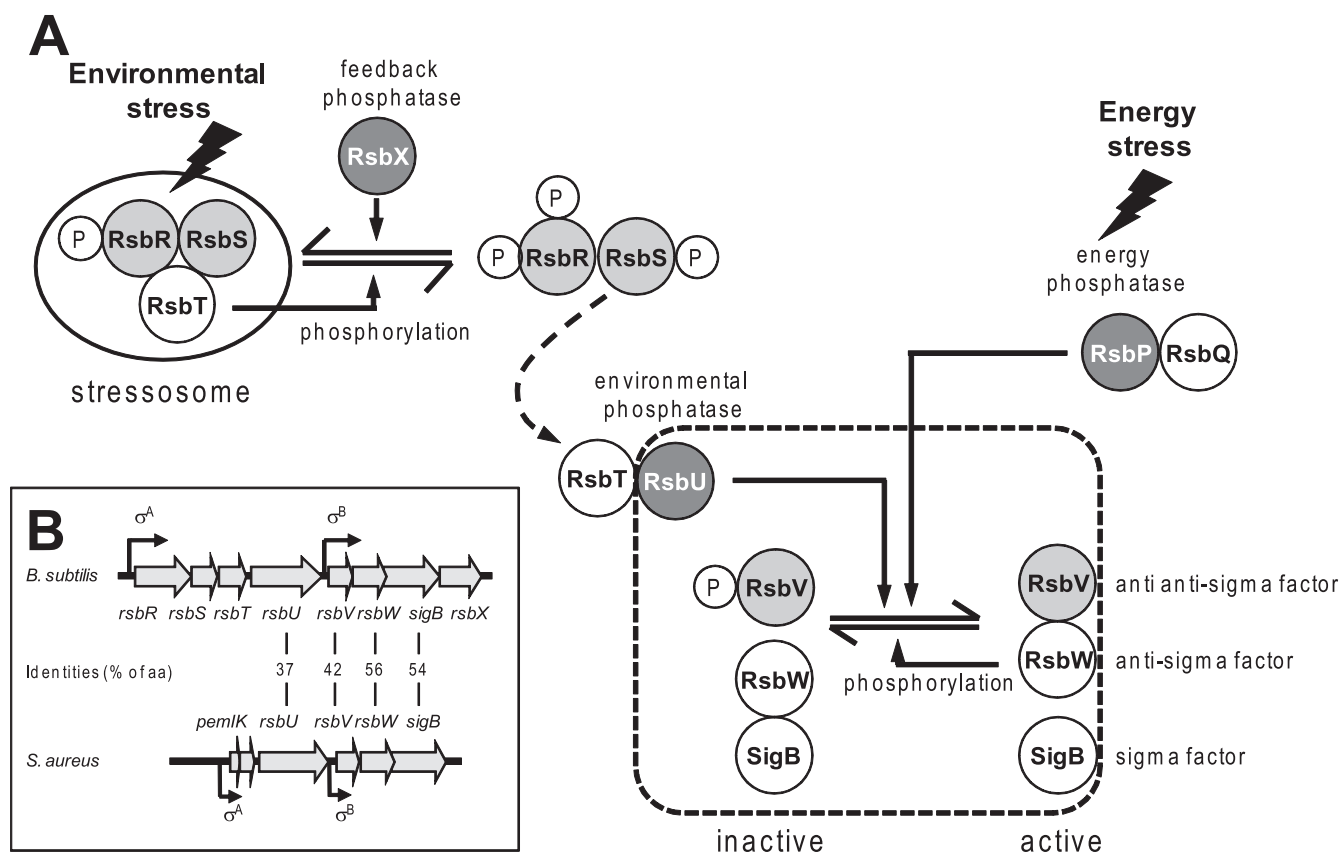 A
Environmental
stress
feedback
phosphatase
RsbX
P
RsbR
RsbS
RsbT
phosphorylation
stressosome
P
P
RsbR
RsbS
P
Energy
stress
energy
phosphatase
RsbP
RsbQ
environmental
phosphatase
RsbT
RsbU
P
RsbV
RsbW
SigB
phosphorylation
RsbV
anti anti-sigma factor
RsbW
anti-sigma factor
SigB
sigma factor
inactive
active
B
σA
σB
B. subtilis
rsbR rsbS rsbT rsbU rsbV rsbW sigB rsbX
Identities (% of aa) 37 42 56 54
pemIK rsbU rsbV rsbW sigB
S. aureus
σA
σB